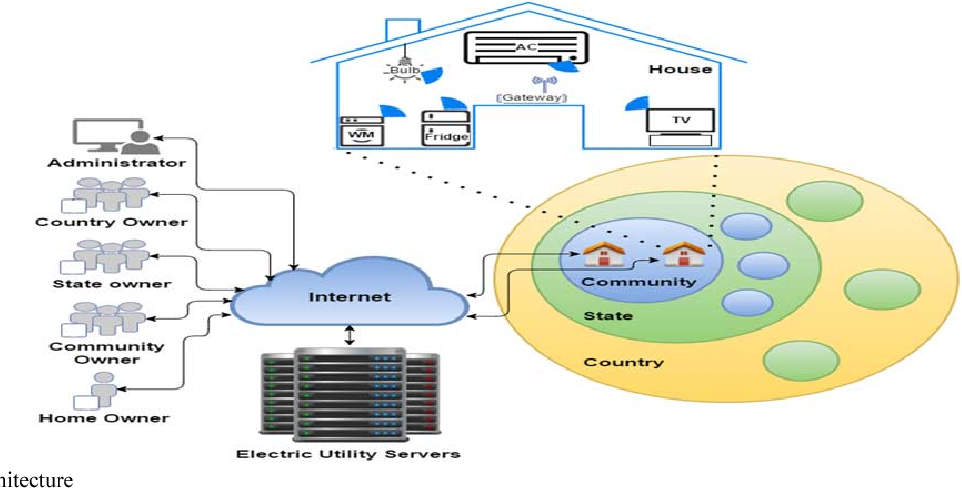 AC
Bulb
House
[Gateway]
TV
WM
Fridge
Administrator
Country Owner
State owner
Internet
Community
Community
Owner
State
Country
Home Owner
Electric Utility Servers
hitecture